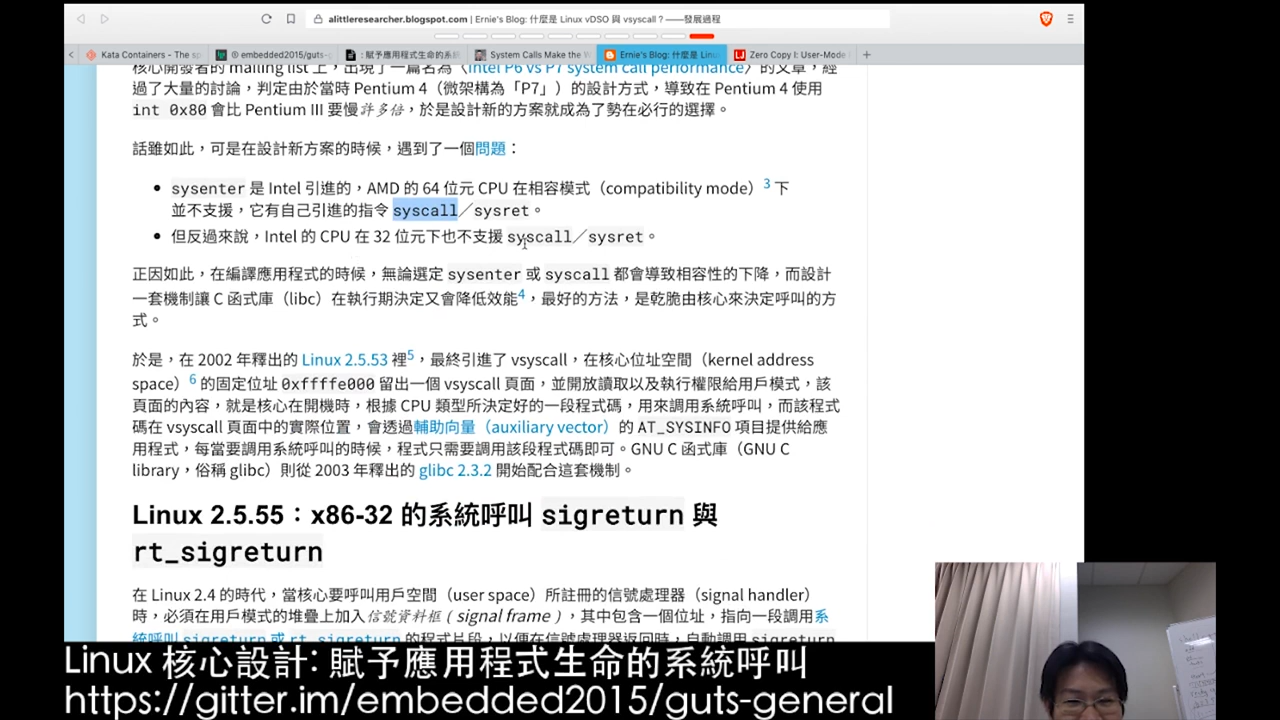 alittleresearcher.blogspot.com | Ernie's Blog: 什麼是 Linux vDSO 與 vsyscall？——發展過程
Kata Containers – The sp
® embedded2015/guts-g
: 賦予應用程式生命的系統
System Calls Make the W
Ernie's Blog: 什麼是 Linu
Zero Copy I: User-Mode
核心開發者的 mailing list 上，出現了一篇名為〈Intel P6 vs P7 system call performance〉的文章，經
過了大量的討論，判定由於當時 Pentium 4（微架構為「P7」）的設計方式，導致在 Pentium 4 使用
int 0x80 會比 Pentium III 要慢許多倍，於是設計新的方案就成為了勢在必行的選擇。
話雖如此，可是在設計新方案的時候，遇到了一個問題：
• sysenter 是 Intel 引進的，AMD 的 64 位元 CPU 在相容模式（compatibility mode）3 下
並不支援，它有自己引進的指令 syscall／sysret。
• 但反過來說，Intel 的 CPU 在 32 位元下也不支援 syscall／sysret。
正因如此，在編譯應用程式的時候，無論選定 sysenter 或 syscall 都會導致相容性的下降，而設計
一套機制讓 C 函式庫（libc）在執行期決定又會降低效能4，最好的方法，是乾脆由核心來決定呼叫的方
式。
於是，在 2002 年釋出的 Linux 2.5.53 裡5，最終引進了 vsyscall，在核心位址空間（kernel address
space）6 的固定位址 0xffffe000 留出一個 vsyscall 頁面，並開放讀取以及執行權限給用戶模式，該
頁面的內容，就是核心在開機時，根據 CPU 類型所決定好的一段程式碼，用來調用系統呼叫，而該程式
碼在 vsyscall 頁面中的實際位置，會透過輔助向量（auxiliary vector）的 AT_SYSINFO 項目提供給應
用程式，每當要調用系統呼叫的時候，程式只需要調用該段程式碼即可。GNU C 函式庫（GNU C
library，俗稱 glibc）則從 2003 年釋出的 glibc 2.3.2 開始配合這套機制。
Linux 2.5.55：x86-32 的系統呼叫 sigreturn 與
rt_sigreturn
在 Linux 2.4 的時代，當核心要呼叫用戶空間（user space）所註冊的信號處理器（signal handler）
時，必須在用戶模式的堆疊上加入信號資料框（signal frame），其中包含一個位址，指向一段調用系
統呼叫 sigreturn 或 rt_sigreturn 的程式片段，以便在信號處理器返回時，自動調用 sigreturn
Linux 核心設計: 賦予應用程式生命的系統呼叫
https://gitter.im/embedded2015/guts-general